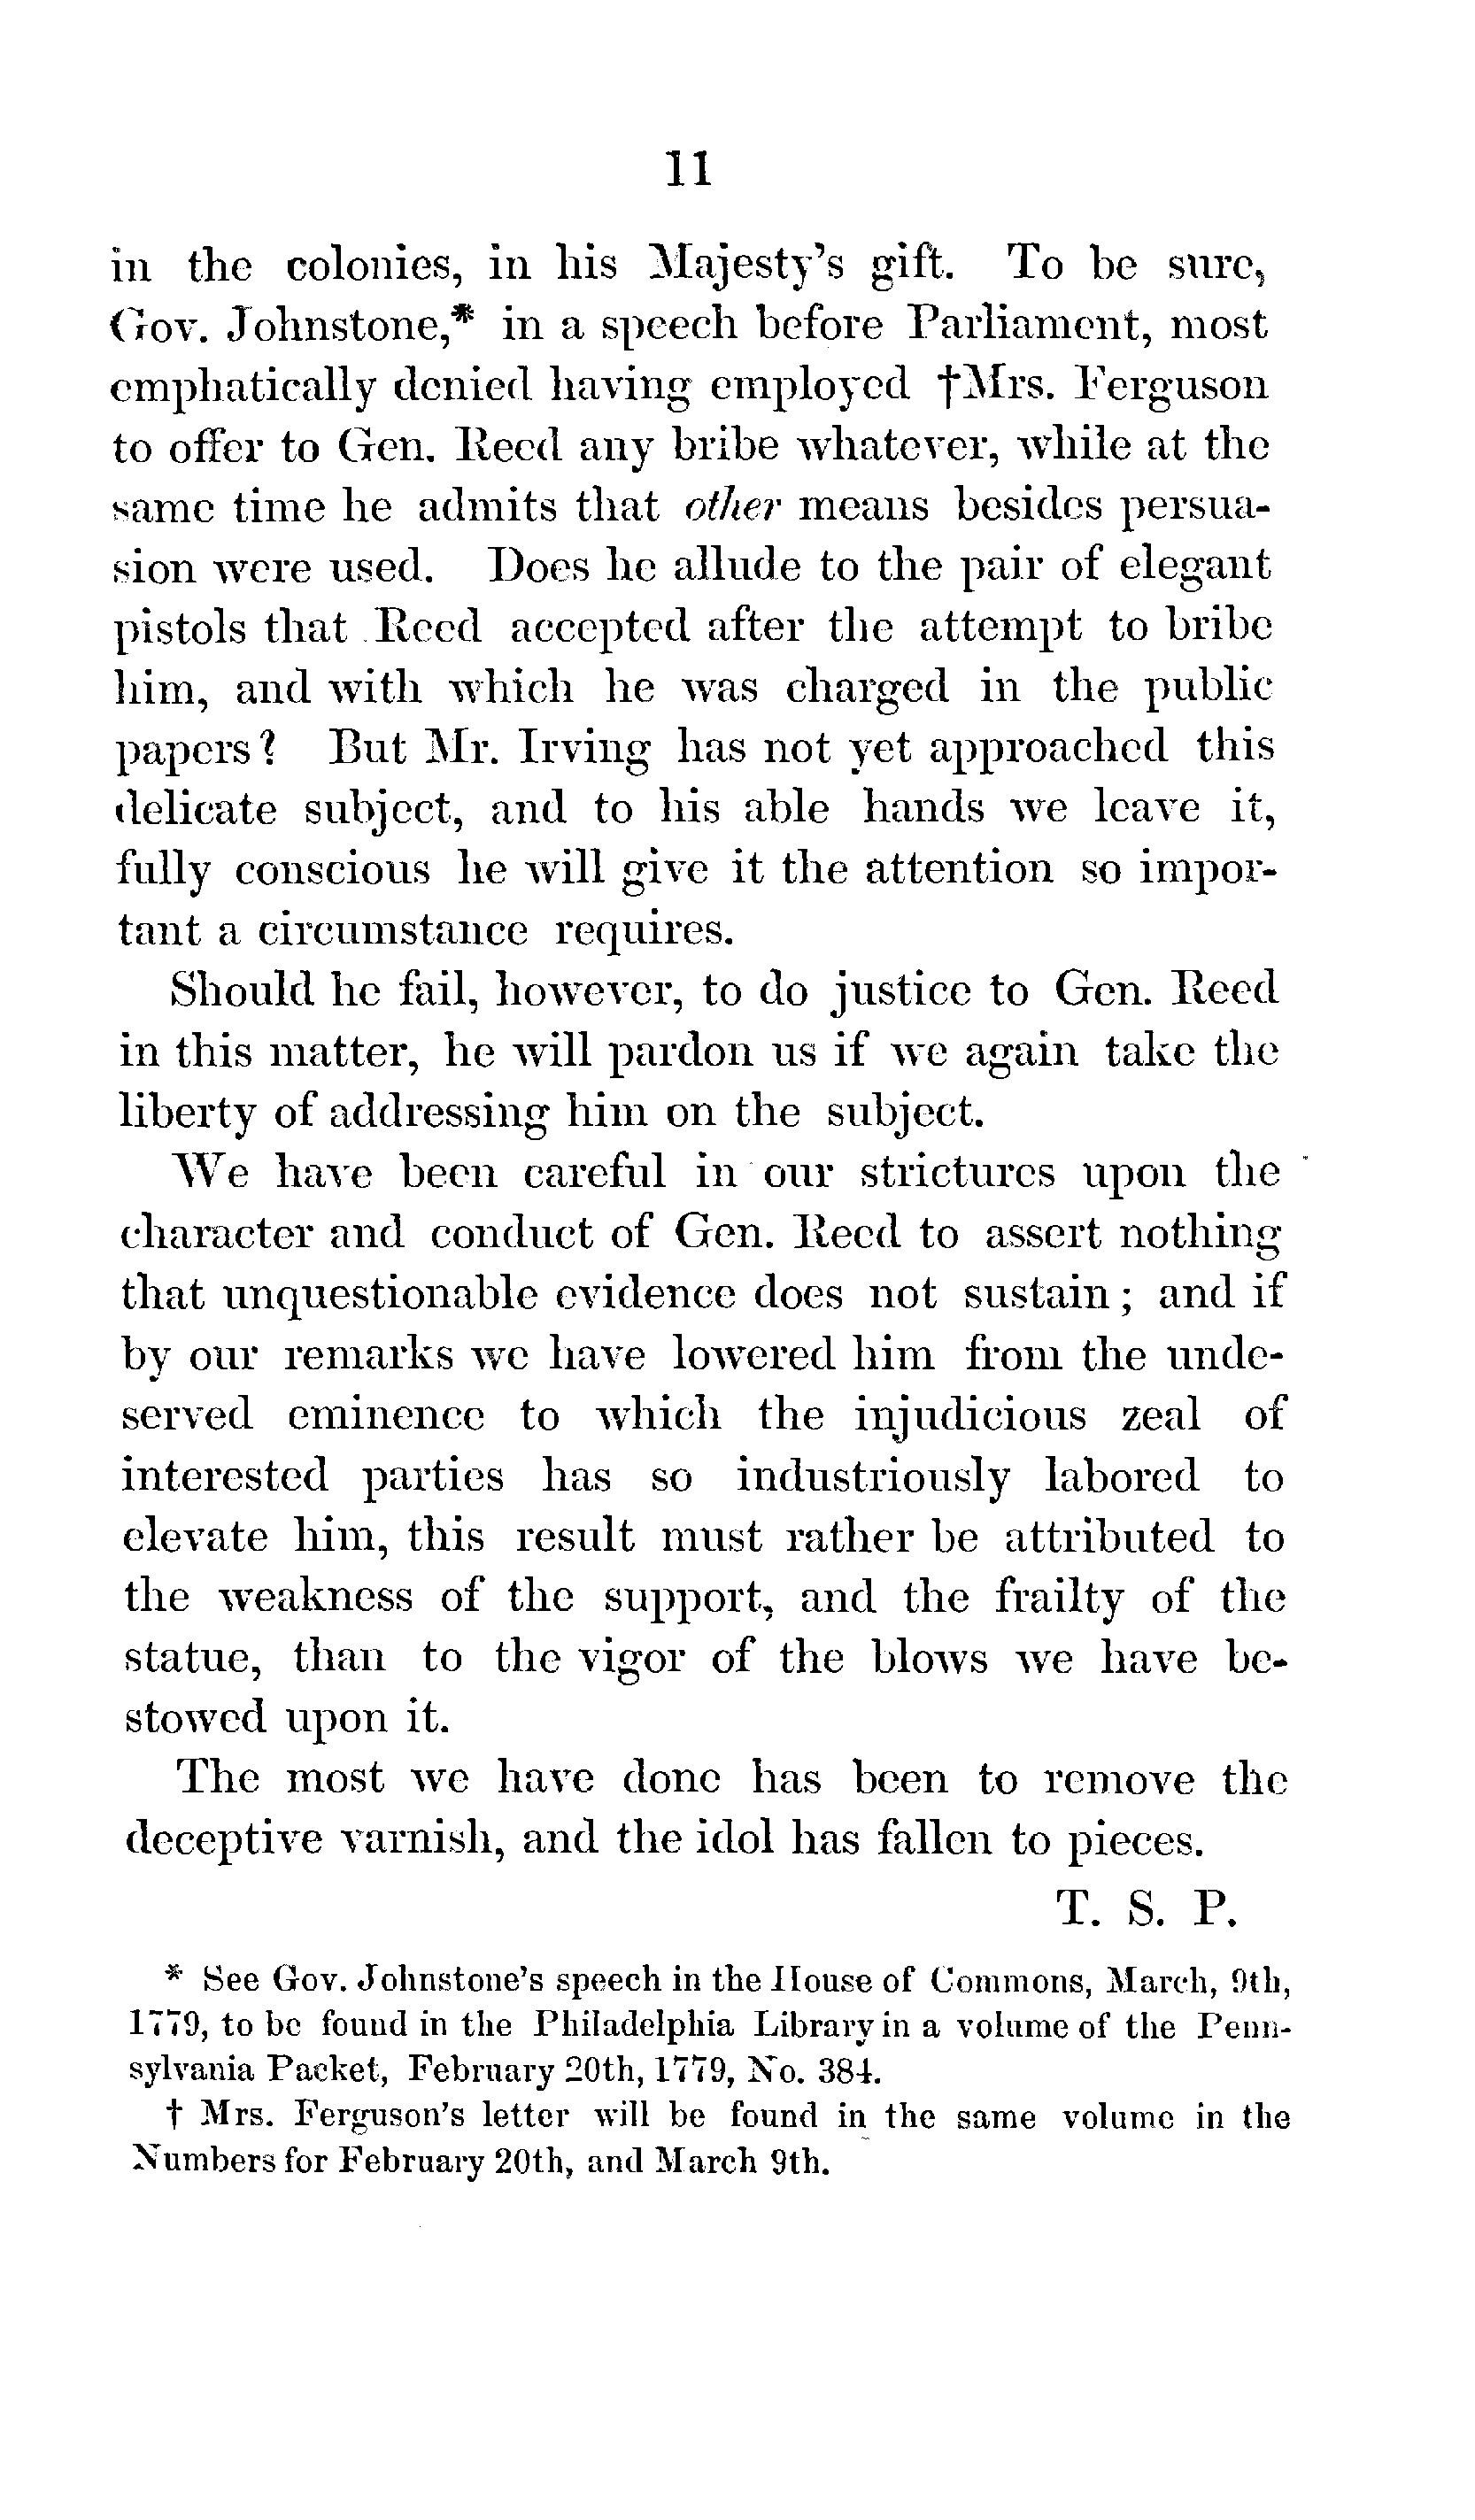 11
in the colonies, in his Majesty's gift. To be sure,
Gov. Johnstone,* in a speech before Parliament, most
emphatically denied having employed †Mrs. Ferguson
to offer to Gen. Reed any bribe whatever, while at the
same time he admits that other means besides persua-
sion were used. Does he allude to the pair of elegant
pistols that Reed accepted after the attempt to bribe
him, and with which he was charged in the public
papers? But Mr. Irving has not yet approached this
delicate subject, and to his able hands we leave it,
fully conscious he will give it the attention so impor-
tant a circumstance requires.
Should he fail, however, to do justice to Gen. Reed
in this matter, he will pardon us if we again take the
liberty of addressing him on the subject.
We have been careful in our strictures upon the
character and conduct of Gen. Reed to assert nothing
that unquestionable evidence does not sustain; and if
by our remarks we have lowered him from the unde-
served eminence to which the injudicious zeal of
interested parties has so industriously labored to
elevate him, this result must rather be attributed to
the weakness of the support, and the frailty of the
statue, than to the vigor of the blows we have be-
stowed upon it.
The most we have done has been to remove the
deceptive varnish, and the idol has fallen to pieces.
T. S. P.
* See Gov. Johnstone's speech in the House of Commons, March, 9th,
1779, to be found in the Philadelphia Library in a volume of the Penn-
sylvania Packet, February 20th, 1779, No. 384.
† Mrs. Ferguson's letter will be found in the same volume in the
Numbers for February 20th, and March 9th.